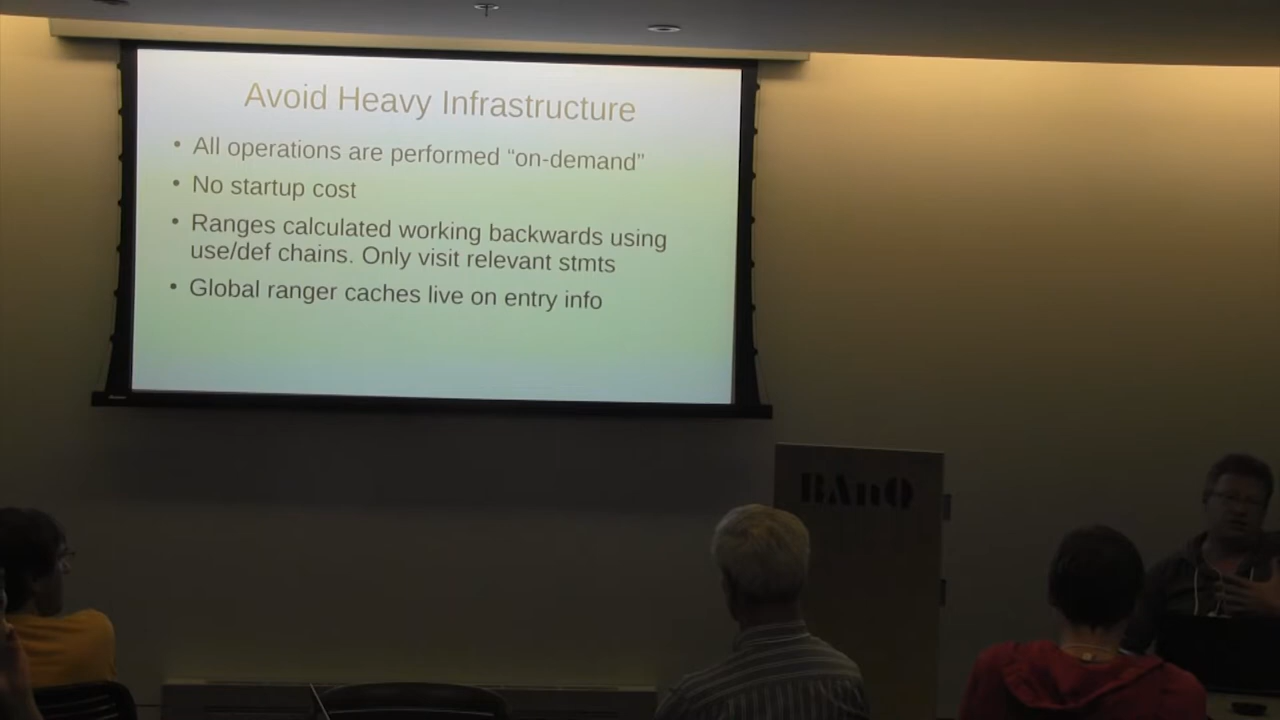 Avoid Heavy Infrastructure
• All operations are performed “on-demand”
• No startup cost
• Ranges calculated working backwards using
use/def chains. Only visit relevant stmts
• Global ranger caches live on entry info
BAnQ